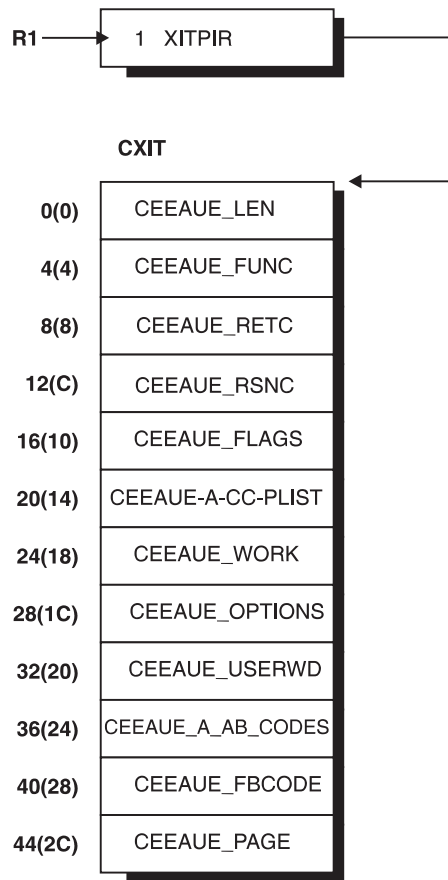 R1 1 XITPIR
CXIT
0(0) CEEAUE_LEN
4(4) CEEAUE_FUNC
8(8) CEEAUE_RETC
12(C) CEEAUE_RSNC
16(10) CEEAUE_FLAGS
20(14) CEEAUE-A-CC-PLIST
24(18) CEEAUE_WORK
28(1C) CEEAUE_OPTIONS
32(20) CEEAUE_USERWD
36(24) CEEAUE_A_AB_CODES
40(28) CEEAUE_FBCODE
44(2C) CEEAUE_PAGE